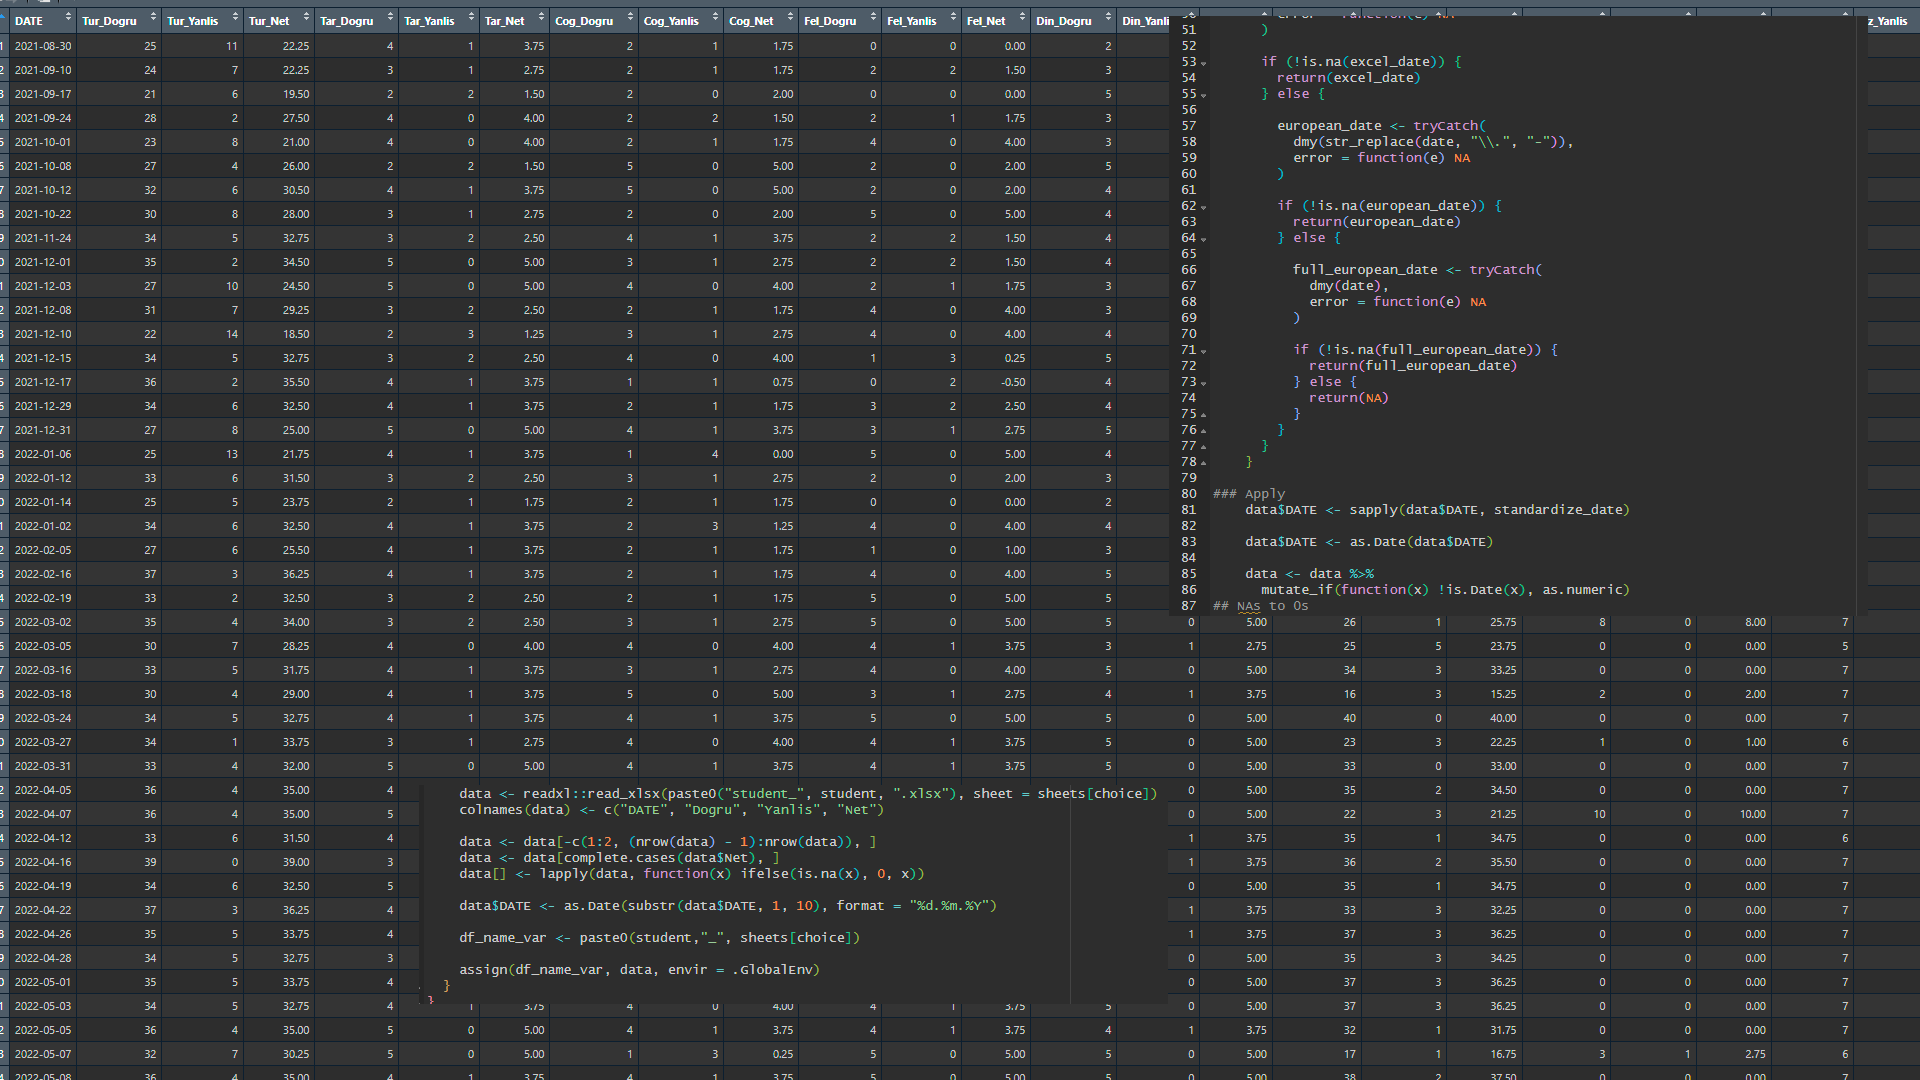 DATE Tur_Dogru Tur_Yanlis Tur_Net Tar_Dogru Tar_Yanlis Tar_Net Cog_Dogru Cog_Yanlis Cog_Net Fel_Dogru Fel_Yanlis Fel_Net Din_Dogru Din_Yanli z_Yanlis
2021-08-30 25 11 22.25 4 1 3.75 2 1 1.75 0 0 0.00 2
2021-09-10 24 7 22.25 3 1 2.75 2 1 1.75 2 2 1.50 3
2021-09-17 21 6 19.50 2 2 1.50 2 0 2.00 0 0 0.00 5
2021-09-24 28 2 27.50 4 0 4.00 2 2 1.50 2 1 1.75 3
2021-10-01 23 8 21.00 4 0 4.00 2 1 1.75 4 0 4.00 3
2021-10-08 27 4 26.00 2 2 1.50 5 0 5.00 2 0 2.00 5
2021-10-12 32 6 30.50 4 1 3.75 5 0 5.00 2 0 2.00 4
2021-10-22 30 8 28.00 3 1 2.75 2 0 2.00 5 0 5.00 4
2021-11-24 34 5 32.75 3 2 2.50 4 1 3.75 2 2 1.50 4
2021-12-01 35 2 34.50 5 0 5.00 3 1 2.75 2 2 1.50 4
2021-12-03 27 10 24.50 5 0 5.00 4 0 4.00 2 1 1.75 3
2021-12-08 31 7 29.25 3 2 2.50 2 1 1.75 4 0 4.00 3
2021-12-10 22 14 18.50 2 3 1.25 3 1 2.75 4 0 4.00 4
2021-12-15 34 5 32.75 3 2 2.50 4 0 4.00 1 3 0.25 5
2021-12-17 36 2 35.50 4 1 3.75 1 1 0.75 0 2 -0.50 4
2021-12-29 34 6 32.50 4 1 3.75 2 1 1.75 3 2 2.50 4
2021-12-31 27 8 25.00 5 0 5.00 4 1 3.75 3 1 2.75 5
2022-01-06 25 13 21.75 4 1 3.75 1 4 0.00 5 0 5.00 4
2022-01-12 33 6 31.50 3 2 2.50 3 1 2.75 2 0 2.00 3
2022-01-14 25 5 23.75 2 1 1.75 2 1 1.75 0 0 0.00 2
2022-01-02 34 6 32.50 4 1 3.75 2 3 1.25 4 0 4.00 4
2022-02-05 27 6 25.50 4 1 3.75 2 1 1.75 1 0 1.00 3
2022-02-16 37 3 36.25 4 1 3.75 2 1 1.75 4 0 4.00 5
2022-02-19 33 2 32.50 3 2 2.50 2 1 1.75 5 0 5.00 5
51 )
52
53 if (!is.na(excel_date)) {
54 return(excel_date)
55 } else {
56
57 european_date <- tryCatch(
58 dmy(str_replace(date, "\\.", "-")),
59 error = function(e) NA
60 )
61
62 if (!is.na(european_date)) {
63 return(european_date)
64 } else {
65
66 full_european_date <- tryCatch(
67 dmy(date),
68 error = function(e) NA
69 )
70
71 if (!is.na(full_european_date)) {
72 return(full_european_date)
73 } else {
74 return(NA)
75 }
76 }
77 }
78 }
79
80 ### Apply
81 data$DATE <- sapply(data$DATE, standardize_date)
82
83 data$DATE <- as.Date(data$DATE)
84
85 data <- data %>%
86 mutate_if(function(x) !is.Date(x), as.numeric)
87 ## NAs to 0s
2022-03-02 35 4 34.00 3 2 2.50 3 1 2.75 5 0 5.00 5 0 5.00 26 1 25.75 8 0 8.00 7
2022-03-05 30 7 28.25 4 0 4.00 4 0 4.00 4 1 3.75 3 1 2.75 25 5 23.75 0 0 0.00 5
2022-03-16 33 5 31.75 4 1 3.75 3 1 2.75 4 0 4.00 5 0 5.00 34 3 33.25 0 0 0.00 7
2022-03-18 30 4 29.00 4 1 3.75 5 0 5.00 3 1 2.75 4 1 3.75 16 3 15.25 2 0 2.00 7
2022-03-24 34 5 32.75 4 1 3.75 4 1 3.75 5 0 5.00 5 0 5.00 40 0 40.00 0 0 0.00 7
2022-03-27 34 1 33.75 3 1 2.75 4 0 4.00 4 1 3.75 5 0 5.00 23 3 22.25 1 0 1.00 6
2022-03-31 33 4 32.00 5 0 5.00 4 1 3.75 4 1 3.75 5 0 5.00 33 0 33.00 0 0 0.00 7
2022-04-05 36 4 35.00 4 0 5.00 35 2 34.50 0 0 0.00 7
2022-04-07 36 4 35.00 5 0 5.00 22 3 21.25 10 0 10.00 7
2022-04-12 33 6 31.50 4 1 3.75 35 1 34.75 0 0 0.00 6
2022-04-16 39 0 39.00 3 1 3.75 36 2 35.50 0 0 0.00 7
2022-04-19 34 6 32.50 5 0 5.00 35 1 34.75 0 0 0.00 7
2022-04-22 37 3 36.25 4 1 3.75 33 3 32.25 0 0 0.00 7
2022-04-26 35 5 33.75 4 1 3.75 37 3 36.25 0 0 0.00 7
2022-04-28 34 5 32.75 3 0 5.00 35 3 34.25 0 0 0.00 7
2022-05-01 35 5 33.75 4 0 5.00 37 3 36.25 0 0 0.00 7
data <- readxl::read_xlsx(paste0("student_", student, ".xlsx"), sheet = sheets[choice])
colnames(data) <- c("DATE", "Dogru", "Yanlis", "Net")
data <- data[-c(1:2, (nrow(data) - 1):nrow(data)), ]
data <- data[complete.cases(data$Net), ]
data[] <- lapply(data, function(x) ifelse(is.na(x), 0, x))
data$DATE <- as.Date(substr(data$DATE, 1, 10), format = "%d.%m.%Y")
df_name_var <- paste0(student,"_", sheets[choice])
assign(df_name_var, data, envir = .GlobalEnv)
}
}
2022-05-03 34 5 32.75 4 1 3.75 4 0 4.00 4 1 3.75 5 0 5.00 37 3 36.25 0 0 0.00 7
2022-05-05 36 4 35.00 5 0 5.00 4 1 3.75 4 1 3.75 4 1 3.75 32 1 31.75 0 0 0.00 7
2022-05-07 32 7 30.25 5 0 5.00 1 3 0.25 5 0 5.00 5 0 5.00 17 1 16.75 3 1 2.75 6
2022-05-08 36 4 35.00 4 1 3.75 4 1 3.75 5 0 5.00 5 0 5.00 38 2 37.50 0 0 0.00 7